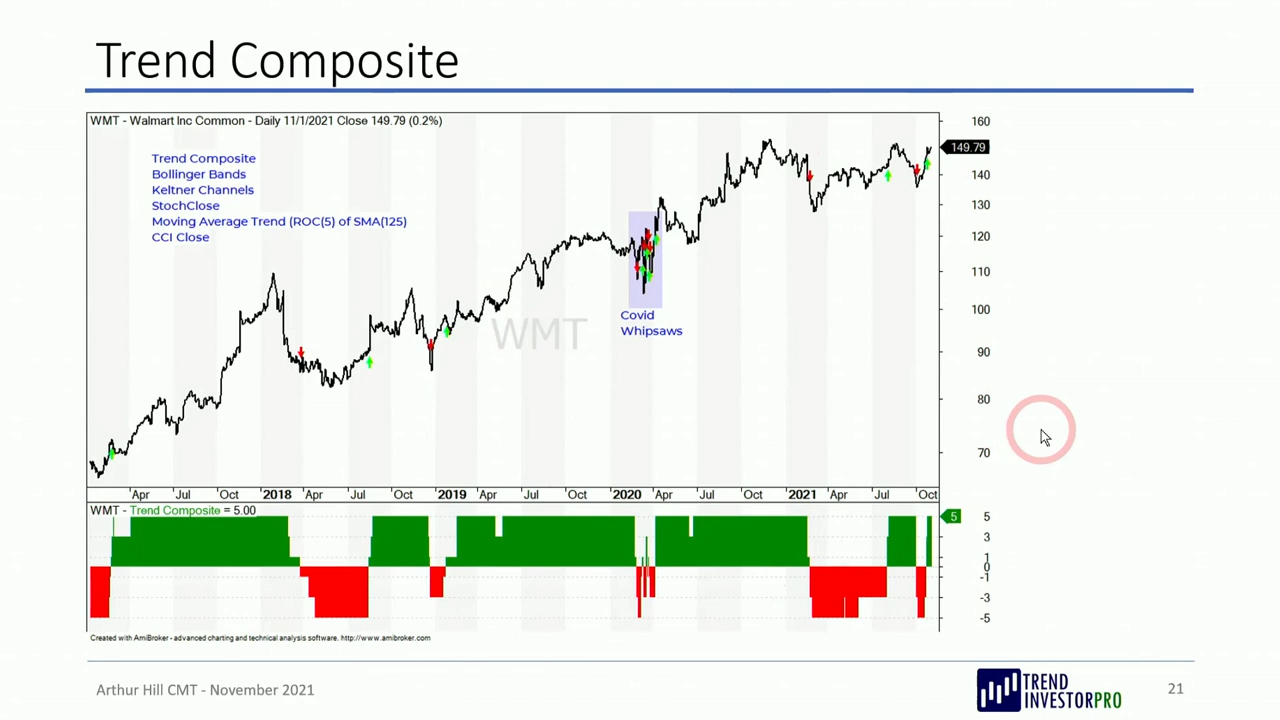 Trend Composite
WMT - Walmart Inc Common - Daily 11/1/2021 Close 149.79 (0.2%)
Trend Composite
Bollinger Bands
Keltner Channels
StochClose
Moving Average Trend (ROC(5) of SMA(125)
CCI Close
160
149.79
140
130
120
110
100
90
80
70
WMT
Covid
Whipsaws
Apr Jul Oct 2018 Apr Jul Oct 2019 Apr Jul Oct 2020 Apr Jul Oct 2021 Apr Jul Oct
WMT - Trend Composite = 5.00
5 5
3
1
0
-1
-3
-5
Created with AmiBroker - advanced charting and technical analysis software. http://www.amibroker.com
Arthur Hill CMT - November 2021
TREND
INVESTORPRO
21